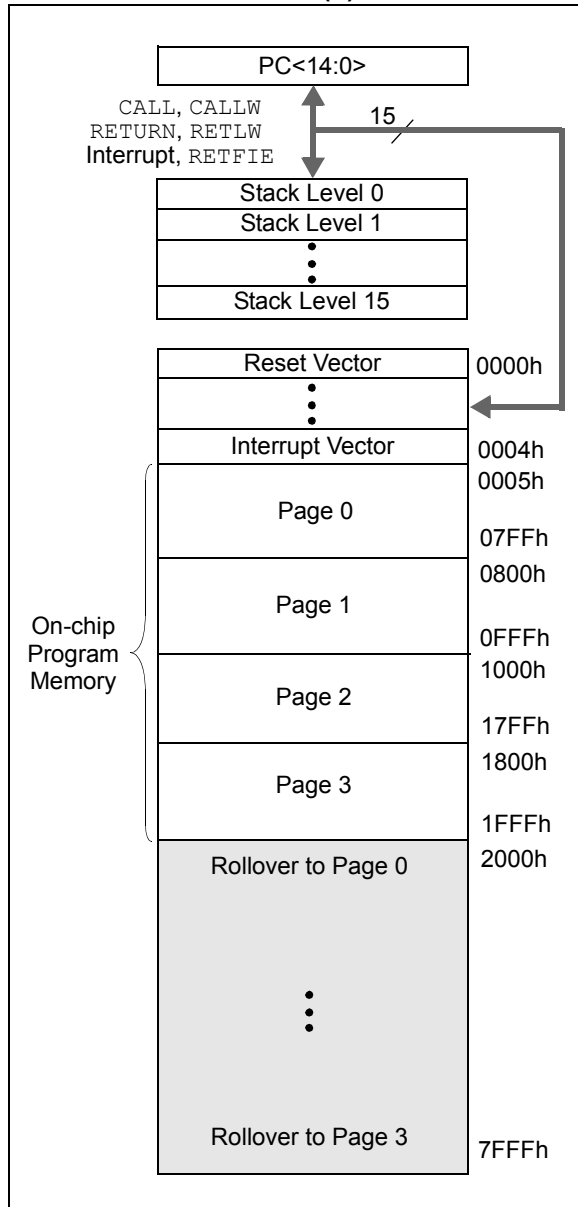 PC<14:0>
CALL, CALLW
RETURN, RETLW
Interrupt, RETFIE
15
Stack Level 0
Stack Level 1
Stack Level 15
Reset Vector
0000h
Interrupt Vector
0004h
0005h
Page 0
07FFh
0800h
Page 1
0FFFh
On-chip
Program
Memory
1000h
Page 2
17FFh
1800h
Page 3
1FFFh
2000h
Rollover to Page 0
Rollover to Page 3
7FFFh